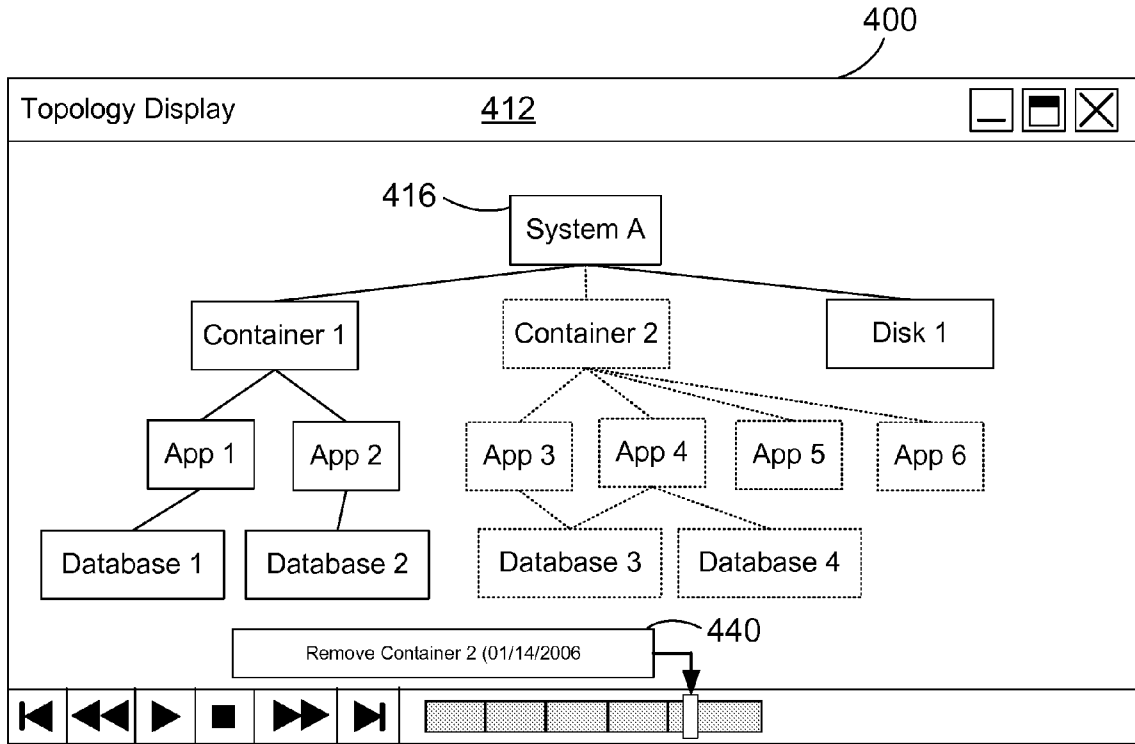 400
Topology Display 412
416
System A
Container 1 Container 2 Disk 1
App 1 App 2 App 3 App 4 App 5 App 6
Database 1 Database 2 Database 3 Database 4
440
Remove Container 2 (01/14/2006